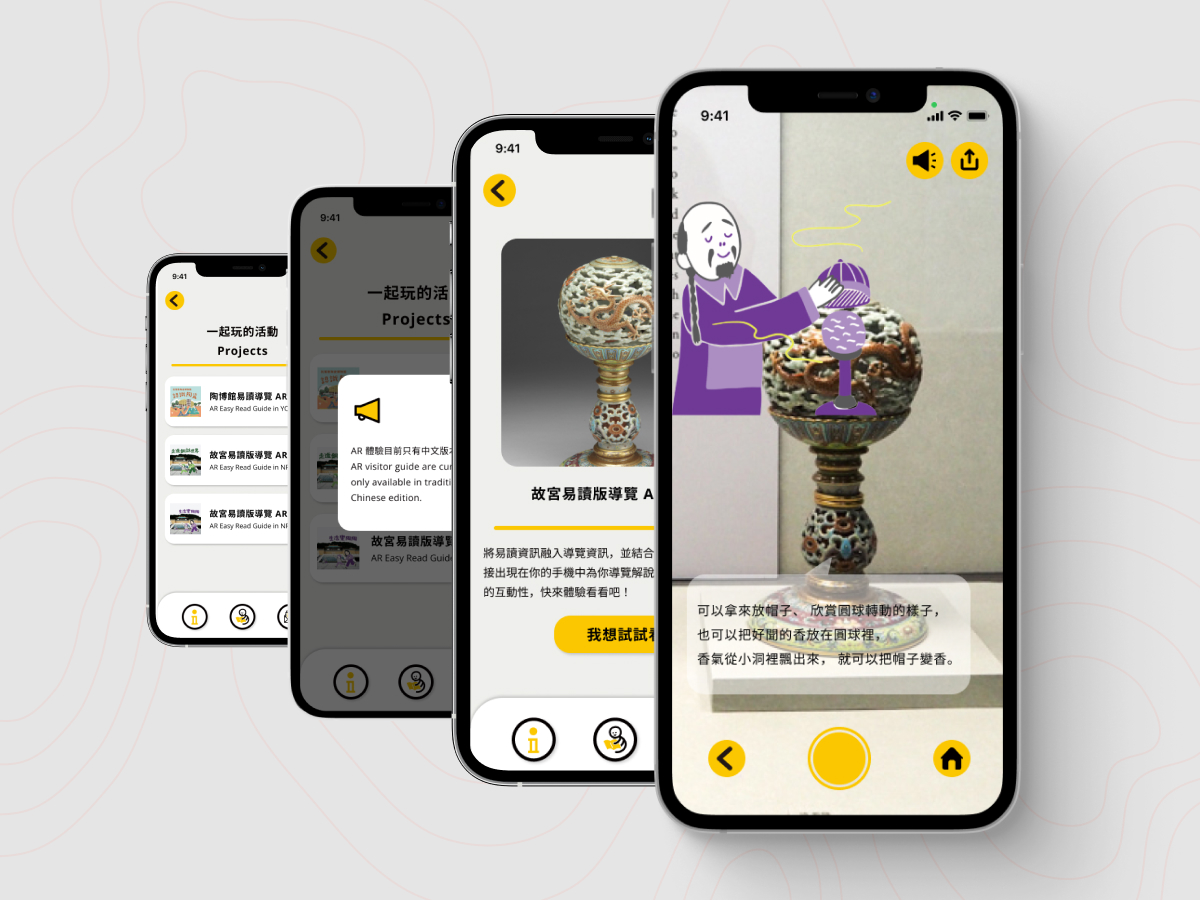 9:41
一起玩的活動
Projects
陶博館易讀導覽 AR
AR Easy Read Guide in YC
故宮易讀版導覽 AR
AR Easy Read Guide in NP
故宮易讀版導覽 AR
AR Easy Read Guide in NP
9:41
一起玩的活
Projects
AR 體驗目前只有中文版
AR visitor guide are cur
only available in traditi
Chinese edition.
故宮易讀版導
AR Easy Read Guid
9:41
故宮易讀版導覽 A
將易讀資訊融入導覽資訊，並結合
接出現在你的手機中為你導覽解說
的互動性，快來體驗看看吧！
我想試試
9:41
可以拿來放帽子、 欣賞圓球轉動的樣子，
也可以把好聞的香放在圓球裡，
香氣從小洞裡飄出來， 就可以把帽子變香。